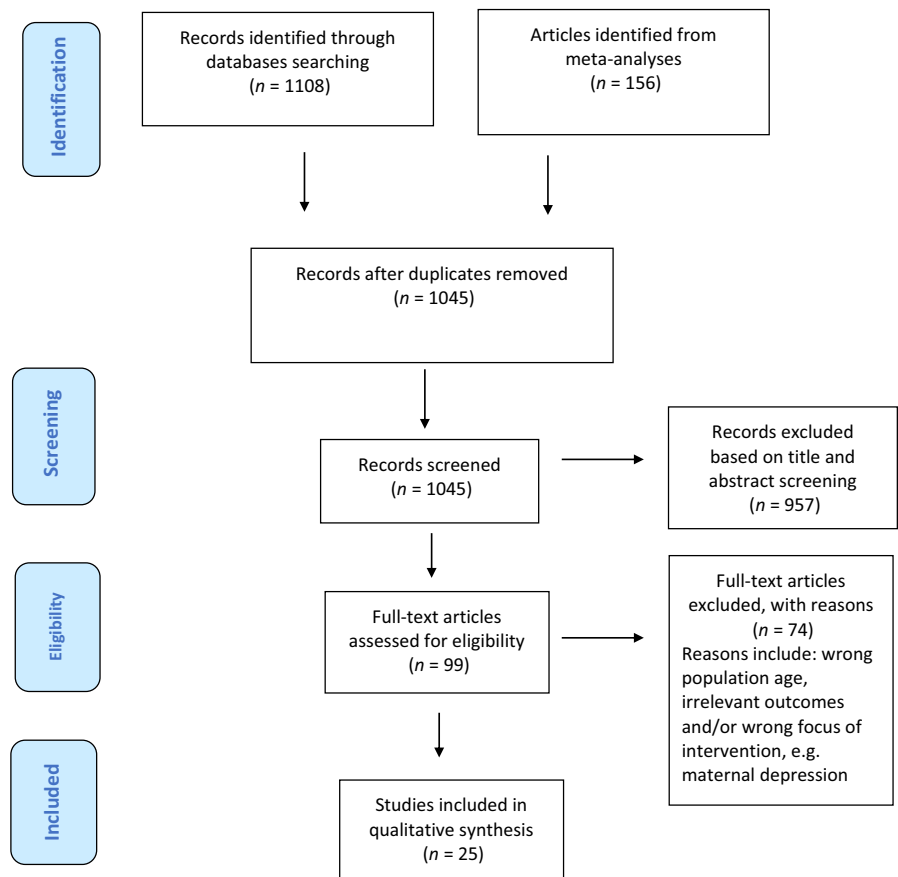 Identification
Records identified through
databases searching
(n = 1108)
Articles identified from
meta-analyses
(n = 156)
Records after duplicates removed
(n = 1045)
Screening
Records screened
(n = 1045)
Records excluded
based on title and
abstract screening
(n = 957)
Eligibility
Full-text articles
assessed for eligibility
(n = 99)
Full-text articles
excluded, with reasons
(n = 74)
Reasons include: wrong
population age,
irrelevant outcomes
and/or wrong focus of
intervention, e.g.
maternal depression
Included
Studies included in
qualitative synthesis
(n = 25)